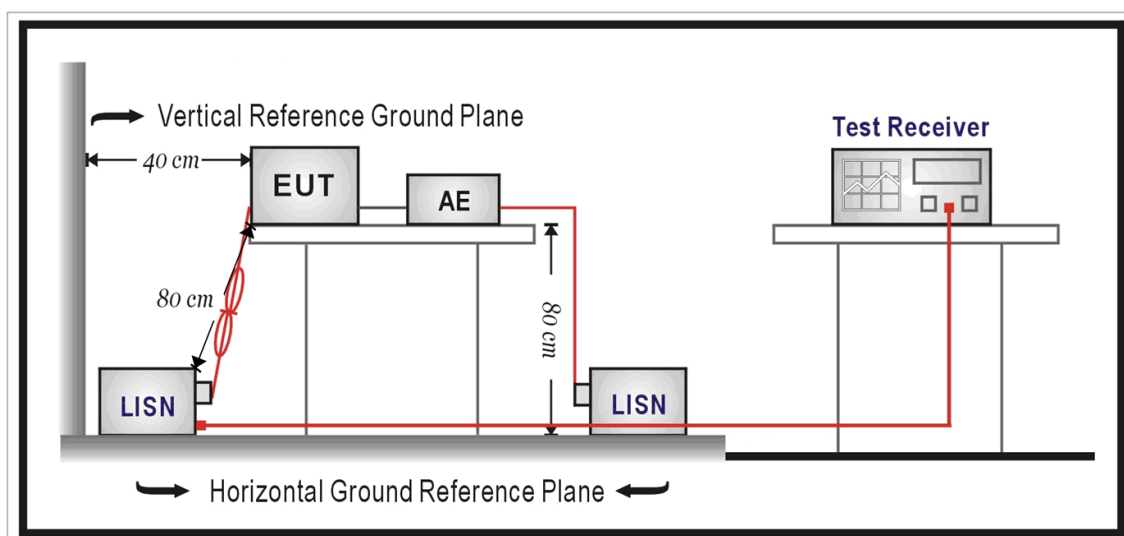 Vertical Reference Ground Plane
Test Receiver
40 cm
EUT
AE
80 cm
80 cm
LISN
LISN
Horizontal Ground Reference Plane